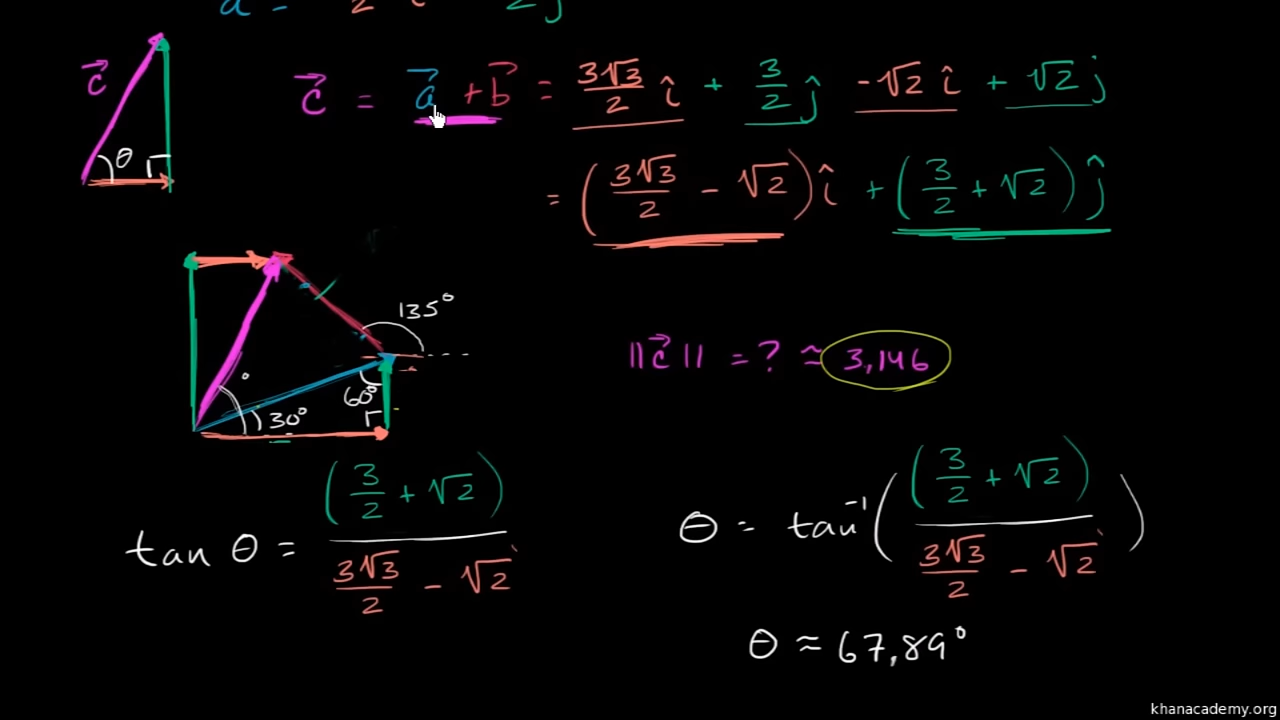 a = 2 i 2 j
c⃗
θ
c⃗ = a⃗ + b⃗ = 3√3/2 î + 3/2 ĵ -√2 î + √2 j
= (3√3/2 - √2) î + (3/2 + √2) ĵ
135°
||c⃗|| = ? ≈ 3,146
60°
30°
tan θ = (3/2 + √2) / 3√3/2 - √2
θ = tan⁻¹((3/2 + √2) / 3√3/2 - √2)
θ ≈ 67,89°
khanacademy.org